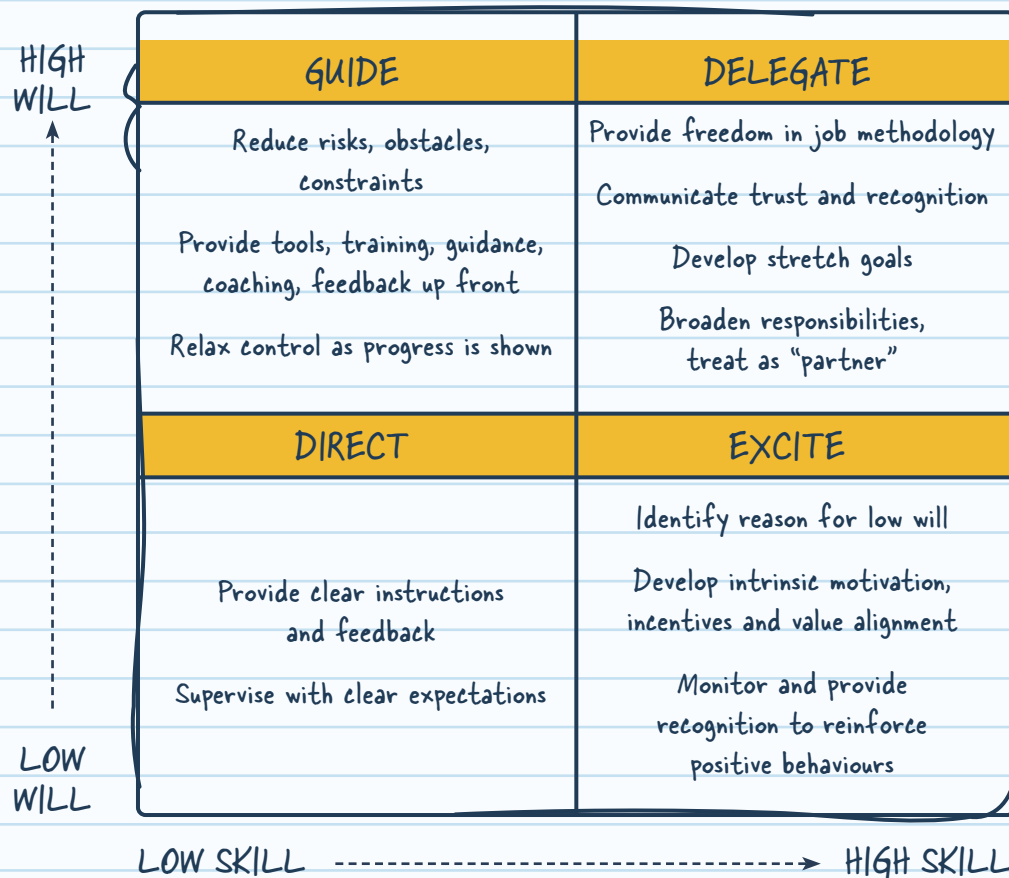 HIGH
WILL
GUIDE
Reduce risks, obstacles,
constraints
Provide tools, training, guidance,
coaching, feedback up front
Relax control as progress is shown
DELEGATE
Provide freedom in job methodology
Communicate trust and recognition
Develop stretch goals
Broaden responsibilities,
treat as “partner”
DIRECT
Provide clear instructions
and feedback
Supervise with clear expectations
EXCITE
Identify reason for low will
Develop intrinsic motivation,
incentives and value alignment
Monitor and provide
recognition to reinforce
positive behaviours
LOW
WILL
LOW SKILL
HIGH SKILL